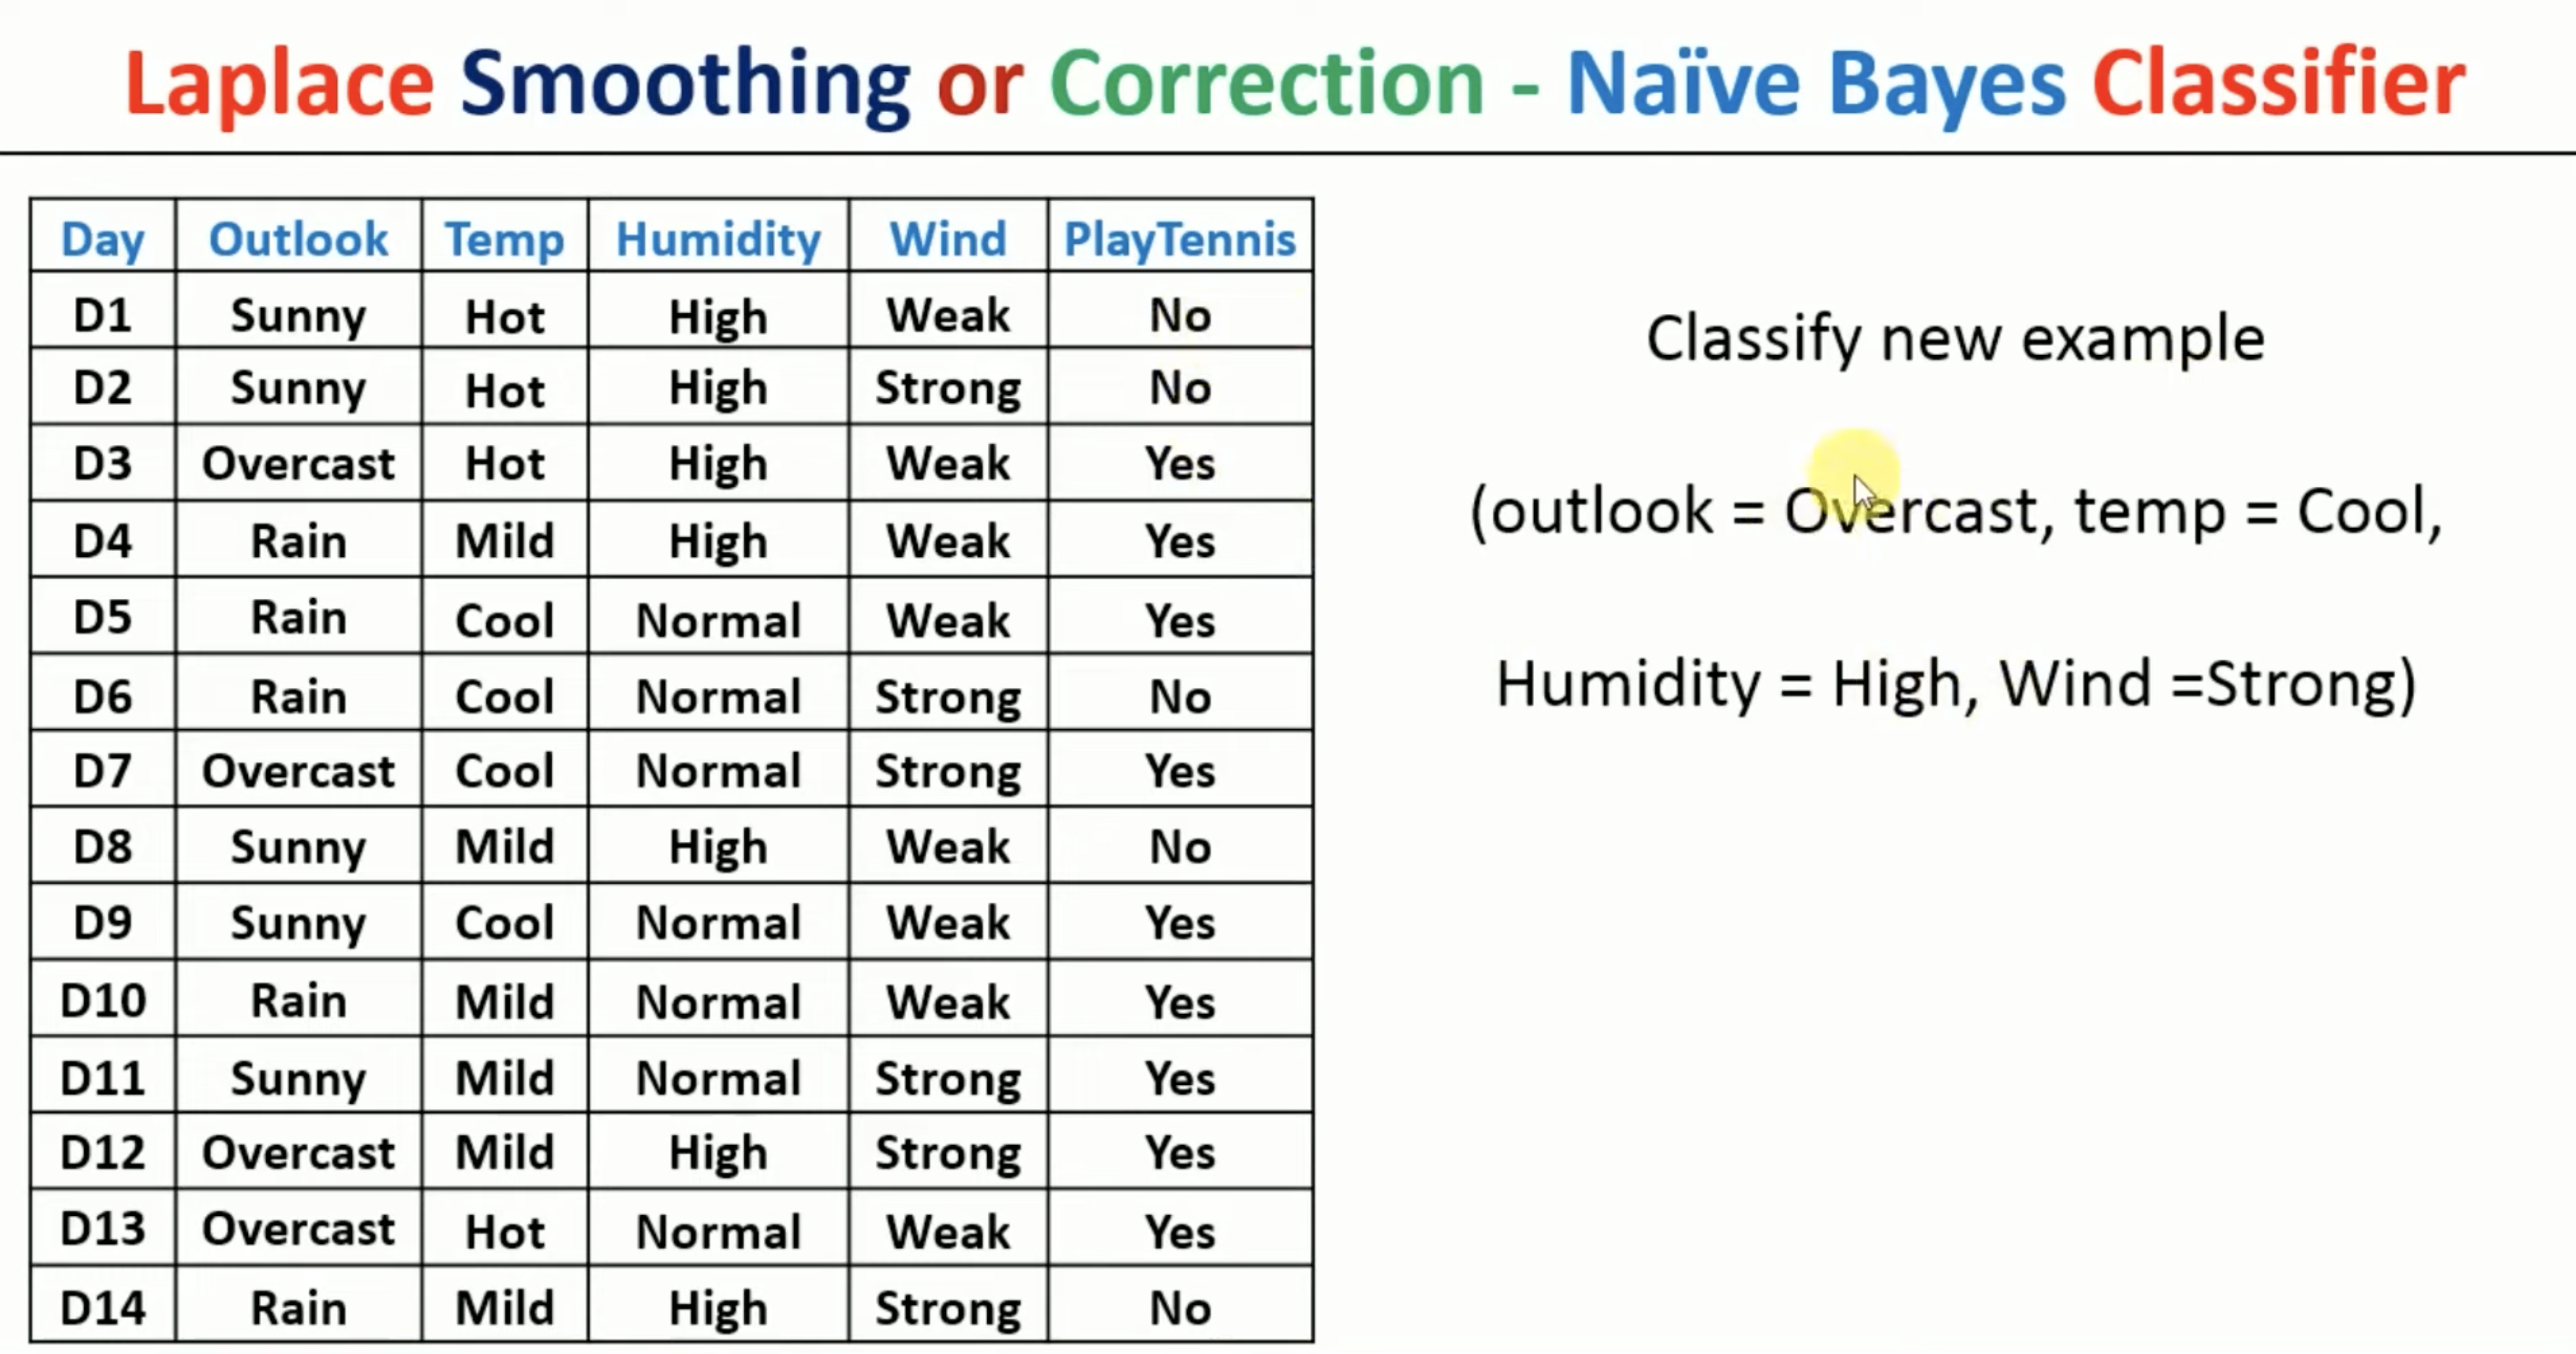 Laplace Smoothing or Correction - Naïve Bayes Classifier
Day Outlook Temp Humidity Wind PlayTennis
D1 Sunny Hot High Weak No
D2 Sunny Hot High Strong No
D3 Overcast Hot High Weak Yes
D4 Rain Mild High Weak Yes
D5 Rain Cool Normal Weak Yes
D6 Rain Cool Normal Strong No
D7 Overcast Cool Normal Strong Yes
D8 Sunny Mild High Weak No
D9 Sunny Cool Normal Weak Yes
D10 Rain Mild Normal Weak Yes
D11 Sunny Mild Normal Strong Yes
D12 Overcast Mild High Strong Yes
D13 Overcast Hot Normal Weak Yes
D14 Rain Mild High Strong No
Classify new example
(outlook = Overcast, temp = Cool,
Humidity = High, Wind =Strong)